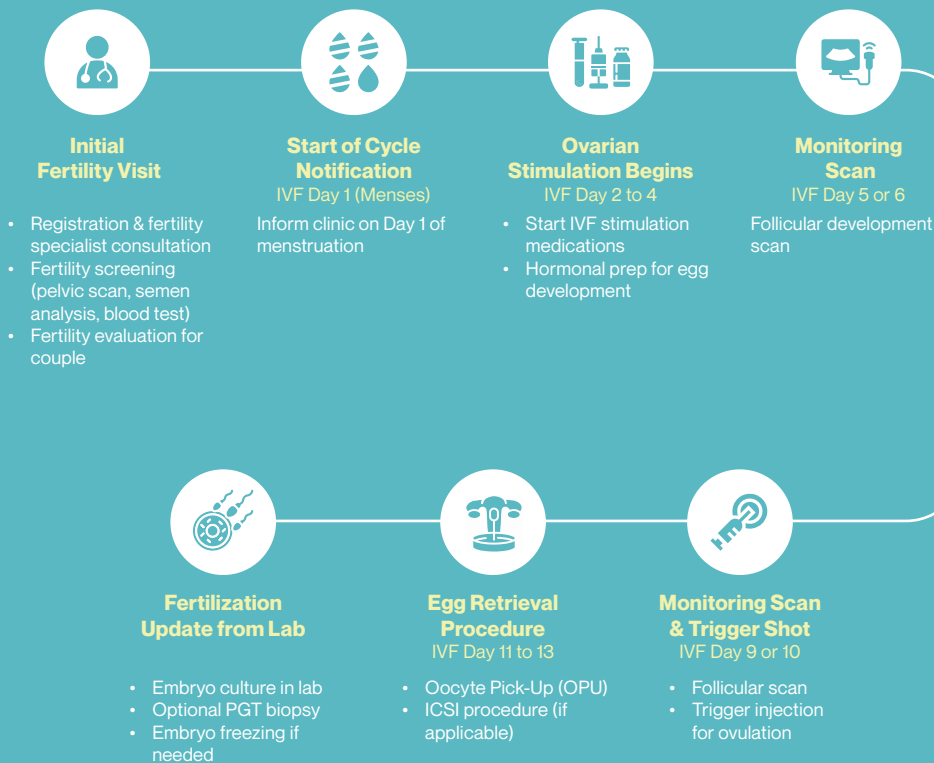 Initial
Fertility Visit
• Registration & fertility
specialist consultation
• Fertility screening
(pelvic scan, semen
analysis, blood test)
• Fertility evaluation for
couple
Start of Cycle
Notification
IVF Day 1 (Menses)
Inform clinic on Day 1 of
menstruation
Ovarian
Stimulation Begins
IVF Day 2 to 4
• Start IVF stimulation
medications
• Hormonal prep for egg
development
Monitoring
Scan
IVF Day 5 or 6
Follicular development
scan
Monitoring Scan
& Trigger Shot
IVF Day 9 or 10
• Follicular scan
• Trigger injection
for ovulation
Egg Retrieval
Procedure
IVF Day 11 to 13
• Oocyte Pick-Up (OPU)
• ICSI procedure (if
applicable)
Fertilization
Update from Lab
• Embryo culture in lab
• Optional PGT biopsy
• Embryo freezing if
needed